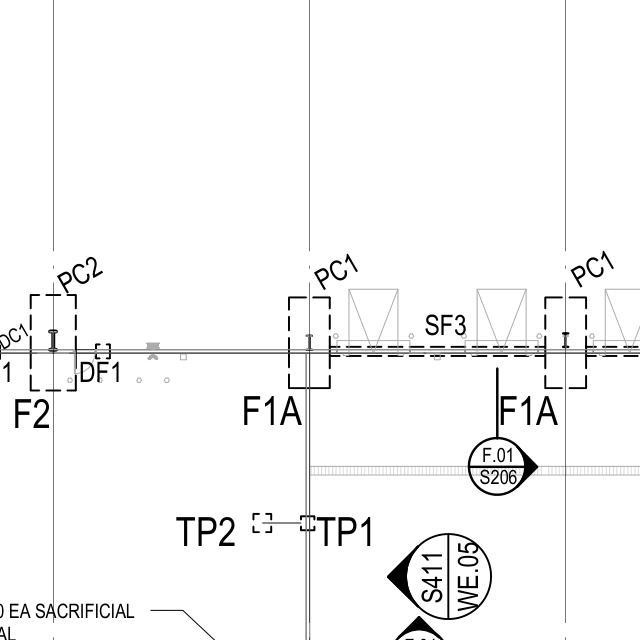 PC2
PC1
PC1
DC1
SF3
1
DF1
F2
F1A
F1A
F.01
S206
TP2
TP1
S411
WE.05
0 EA SACRIFICIAL
AL